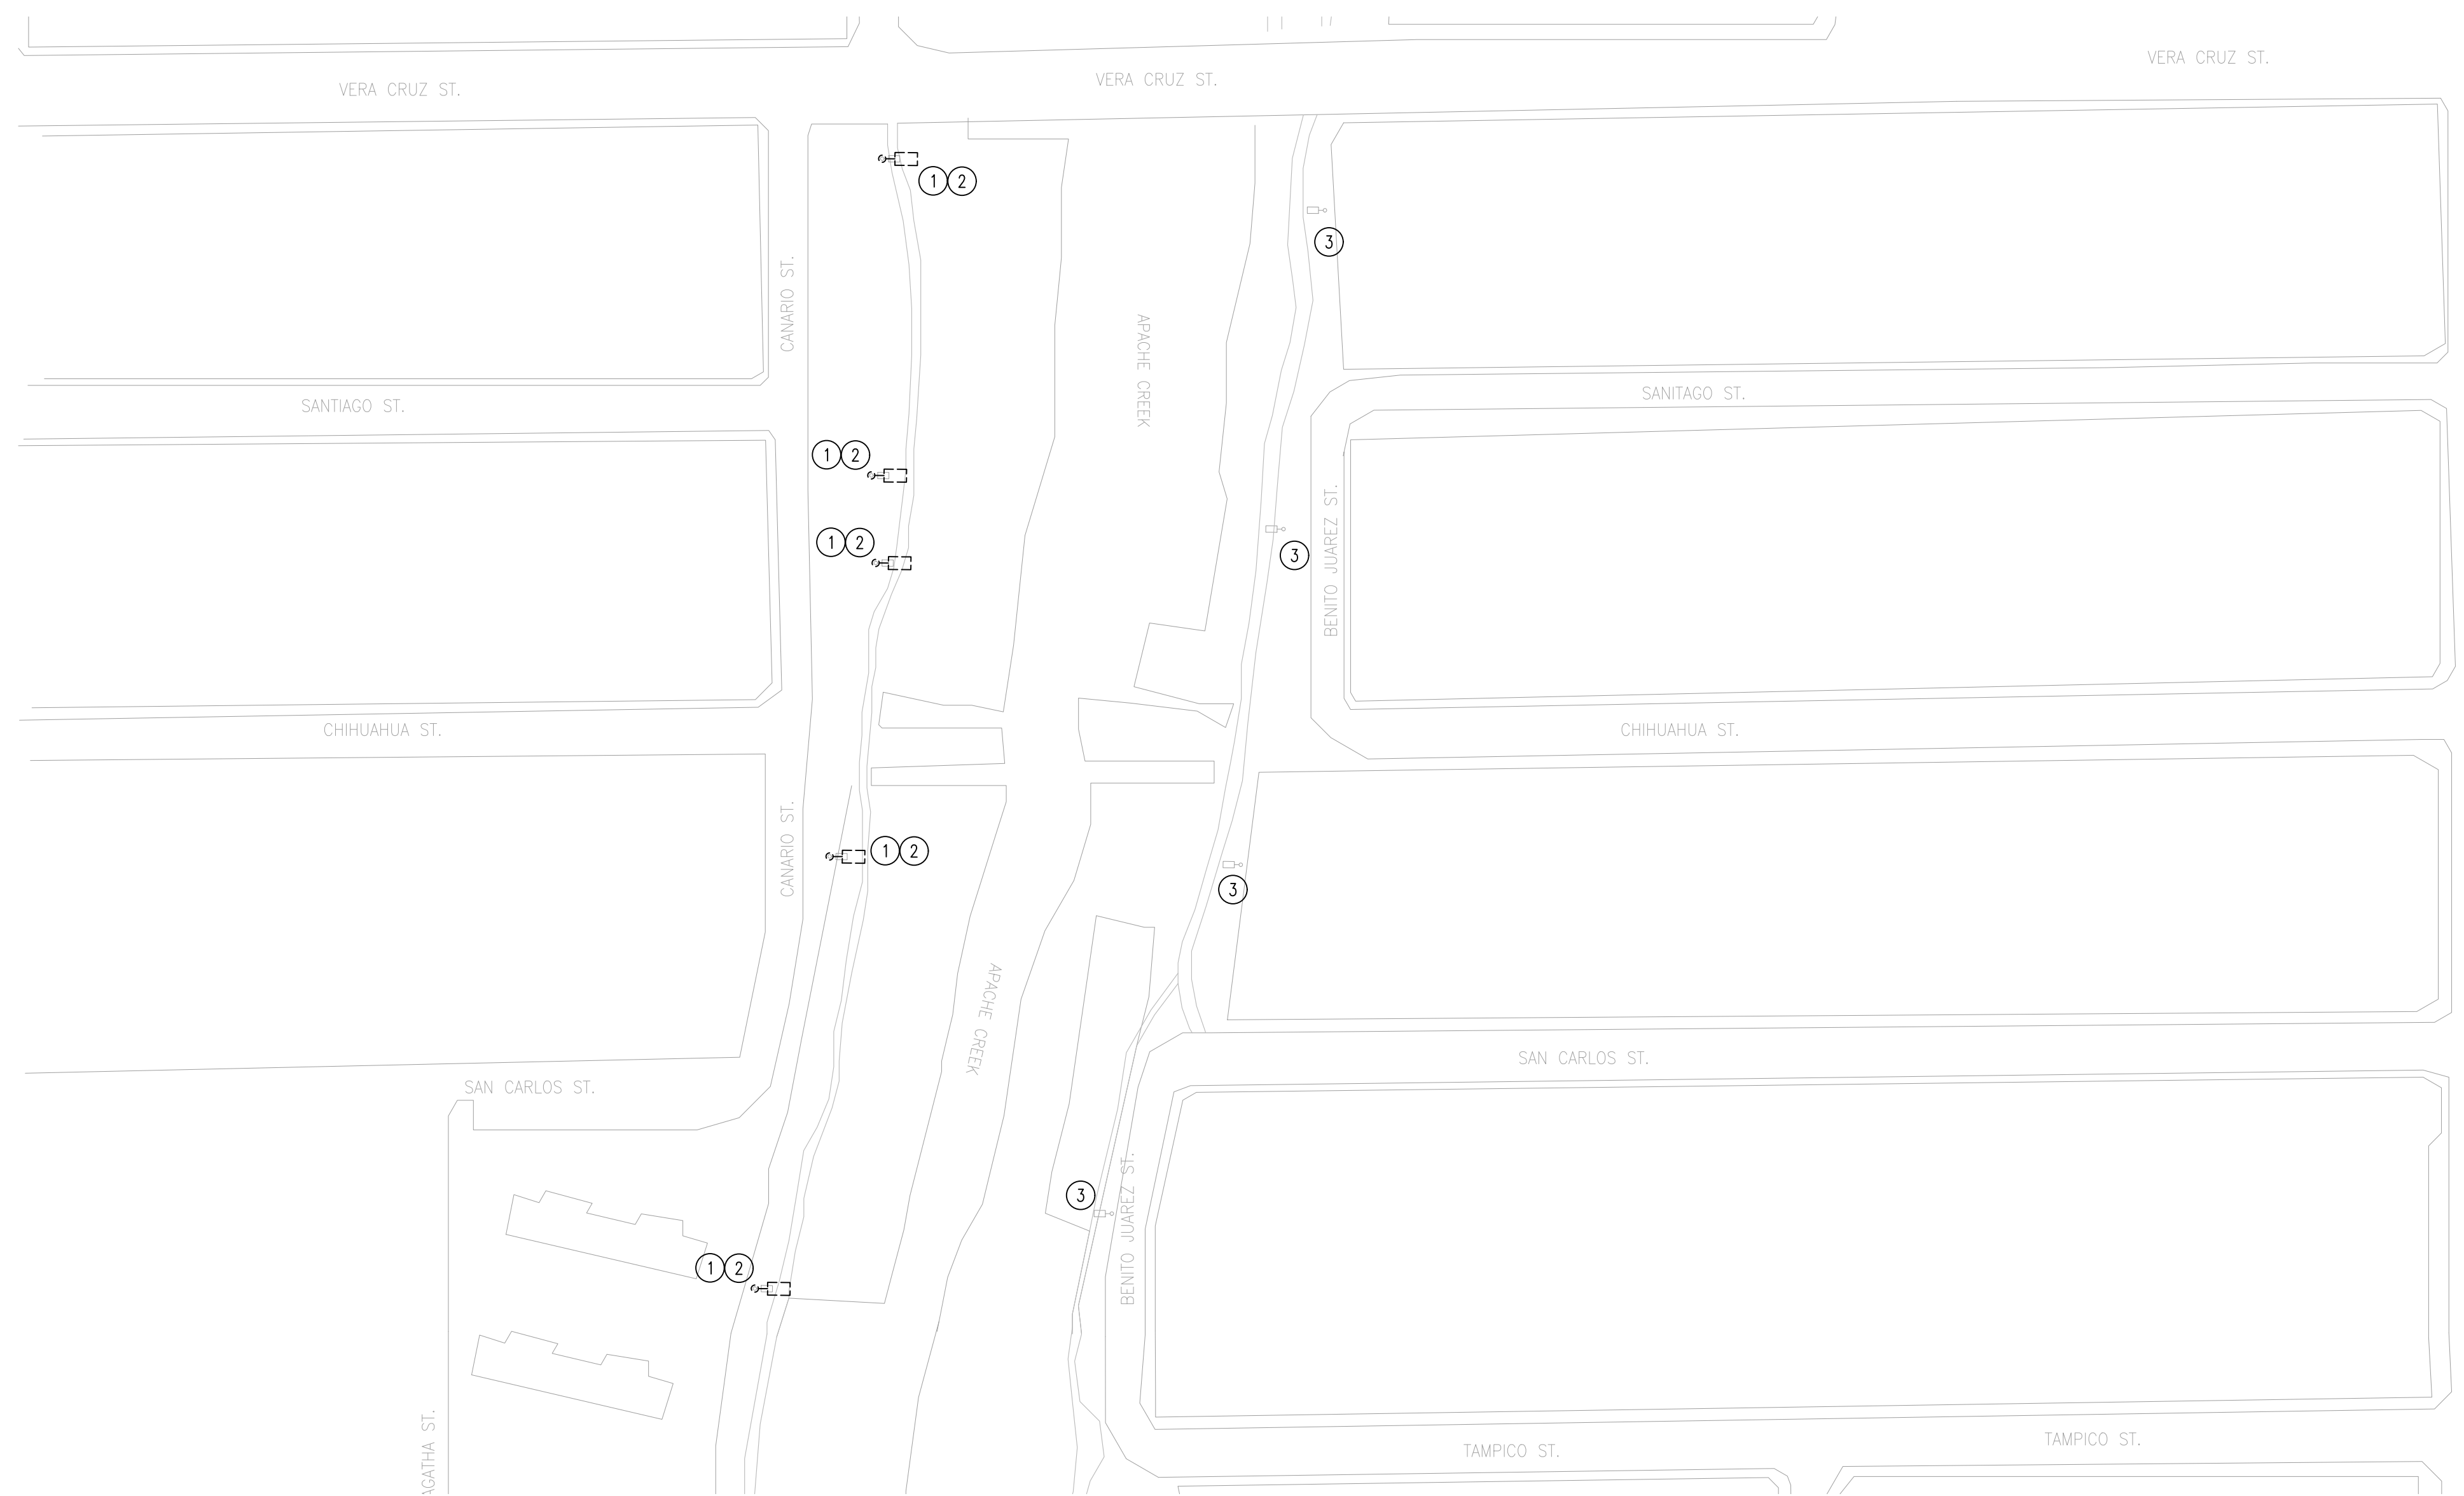 VERA CRUZ ST.
VERA CRUZ ST.
VERA CRUZ ST.
1 2
3
CANARIO ST.
APACHE CREEK
SANTIAGO ST.
SANITAGO ST.
1 2
1 2
3
BENITO JUAREZ ST.
CHIHUAHUA ST.
CHIHUAHUA ST.
CANARIO ST.
1 2
3
APACHE CREEK
SAN CARLOS ST.
SAN CARLOS ST.
3
BENITO JUAREZ ST.
1 2
AGATHA ST.
TAMPICO ST.
TAMPICO ST.